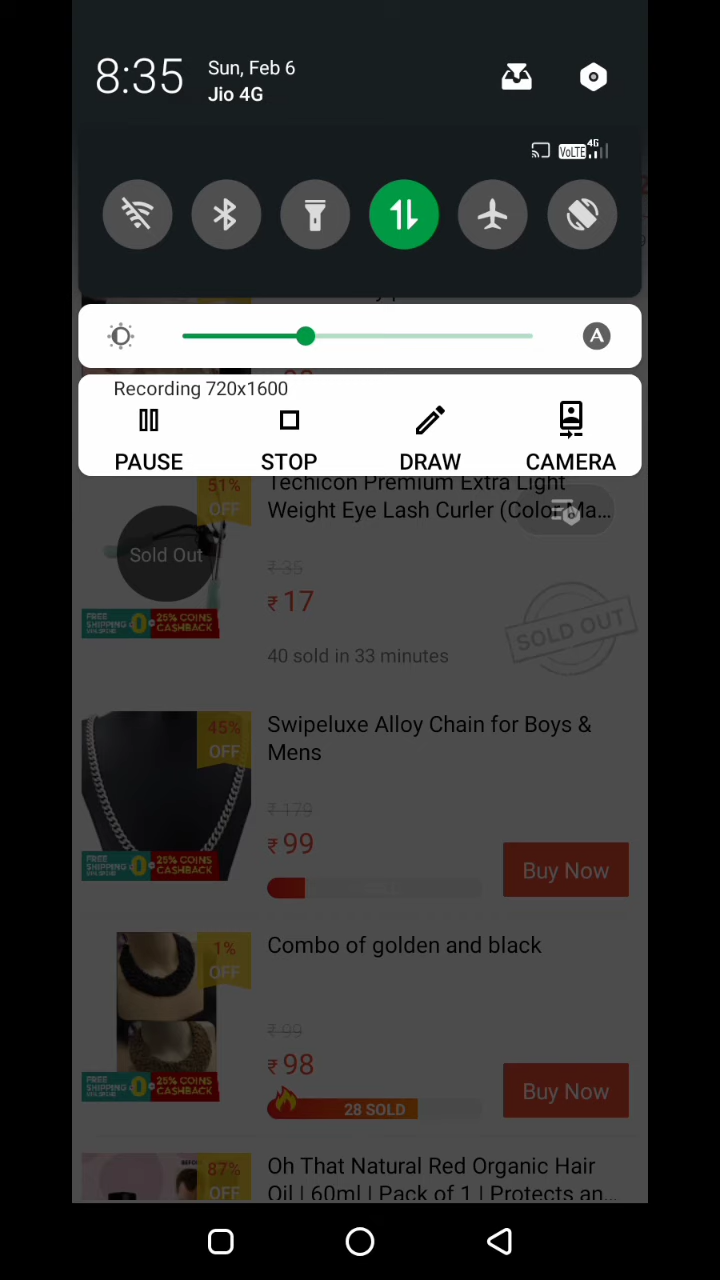 8:35
Sun, Feb 6
Jio 4G
VoLTE 4G
A
Recording 720x1600
PAUSE
STOP
DRAW
CAMERA
51%
OFF
Techicon Premium Extra Light
Weight Eye Lash Curler (Color Ma...
Sold Out
₹ 35
₹ 17
FREE
SHIPPING
25% COINS
CASHBACK
SOLD OUT
40 sold in 33 minutes
45%
OFF
Swipeluxe Alloy Chain for Boys &
Mens
₹ 179
₹ 99
FREE
SHIPPING
25% COINS
CASHBACK
Buy Now
1%
OFF
Combo of golden and black
₹ 99
₹ 98
FREE
SHIPPING
25% COINS
CASHBACK
28 SOLD
Buy Now
87%
OFF
Oh That Natural Red Organic Hair
Oil | 60ml | Pack of 1 | Protects an...